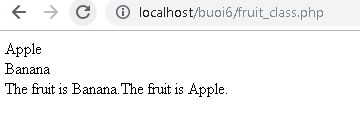 localhost/buoi6/fruit_class.php
Apple
Banana
The fruit is Banana.The fruit is Apple.